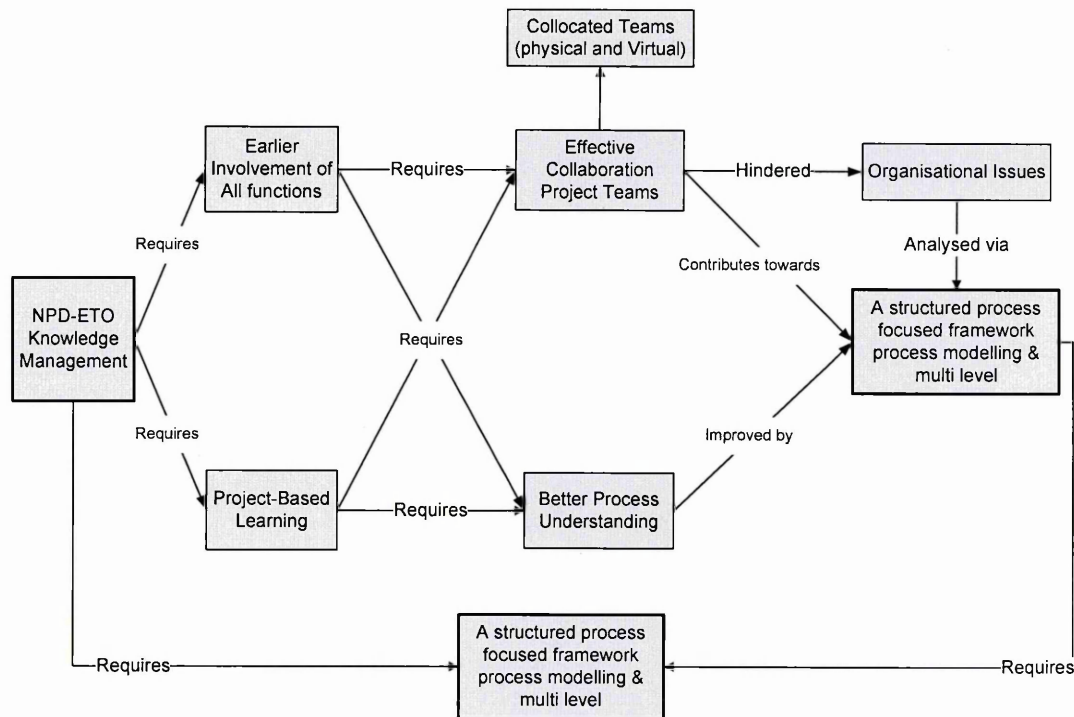 Collocated Teams
(physical and Virtual)
Earlier
Involvement of
All functions
Requires
Effective
Collaboration
Project Teams
Hindered
Organisational Issues
Requires
Contributes towards
Analysed via
NPD-ETO
Knowledge
Management
Requires
A structured process
focused framework
process modelling &
multi level
Requires
Improved by
Project-Based
Learning
Requires
Better Process
Understanding
A structured process
focused framework
process modelling &
multi level
Requires
Requires